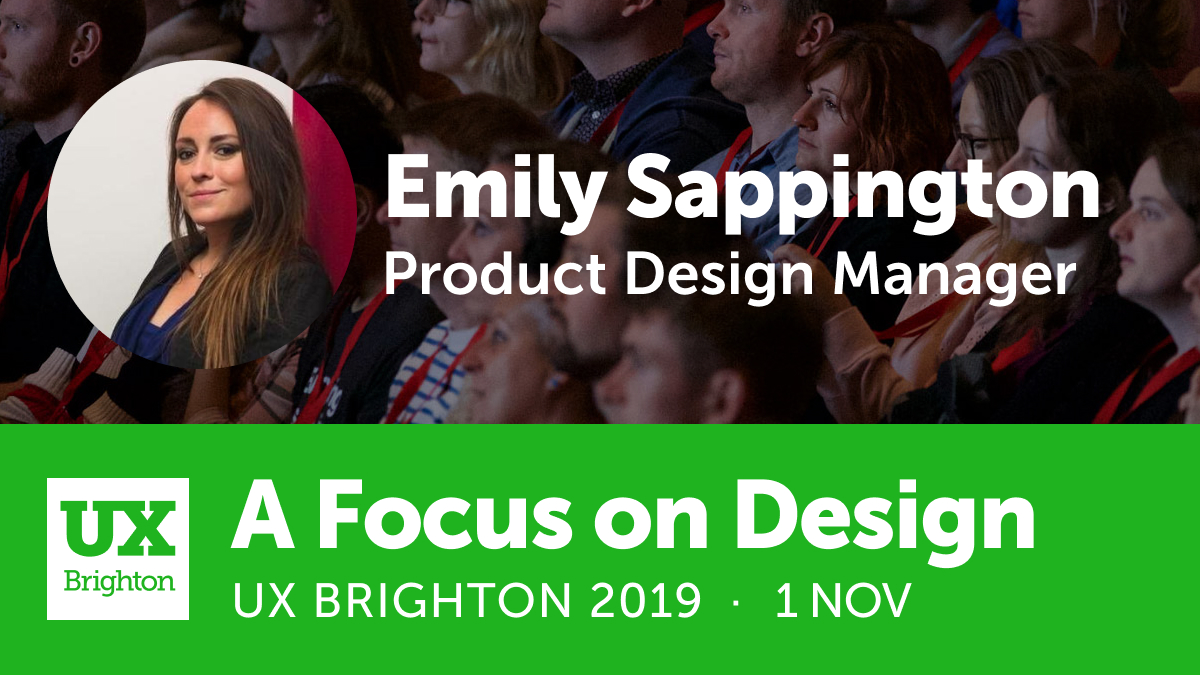 Emily Sappington
Product Design Manager
UX
Brighton
A Focus on Design
UX BRIGHTON 2019 · 1 NOV